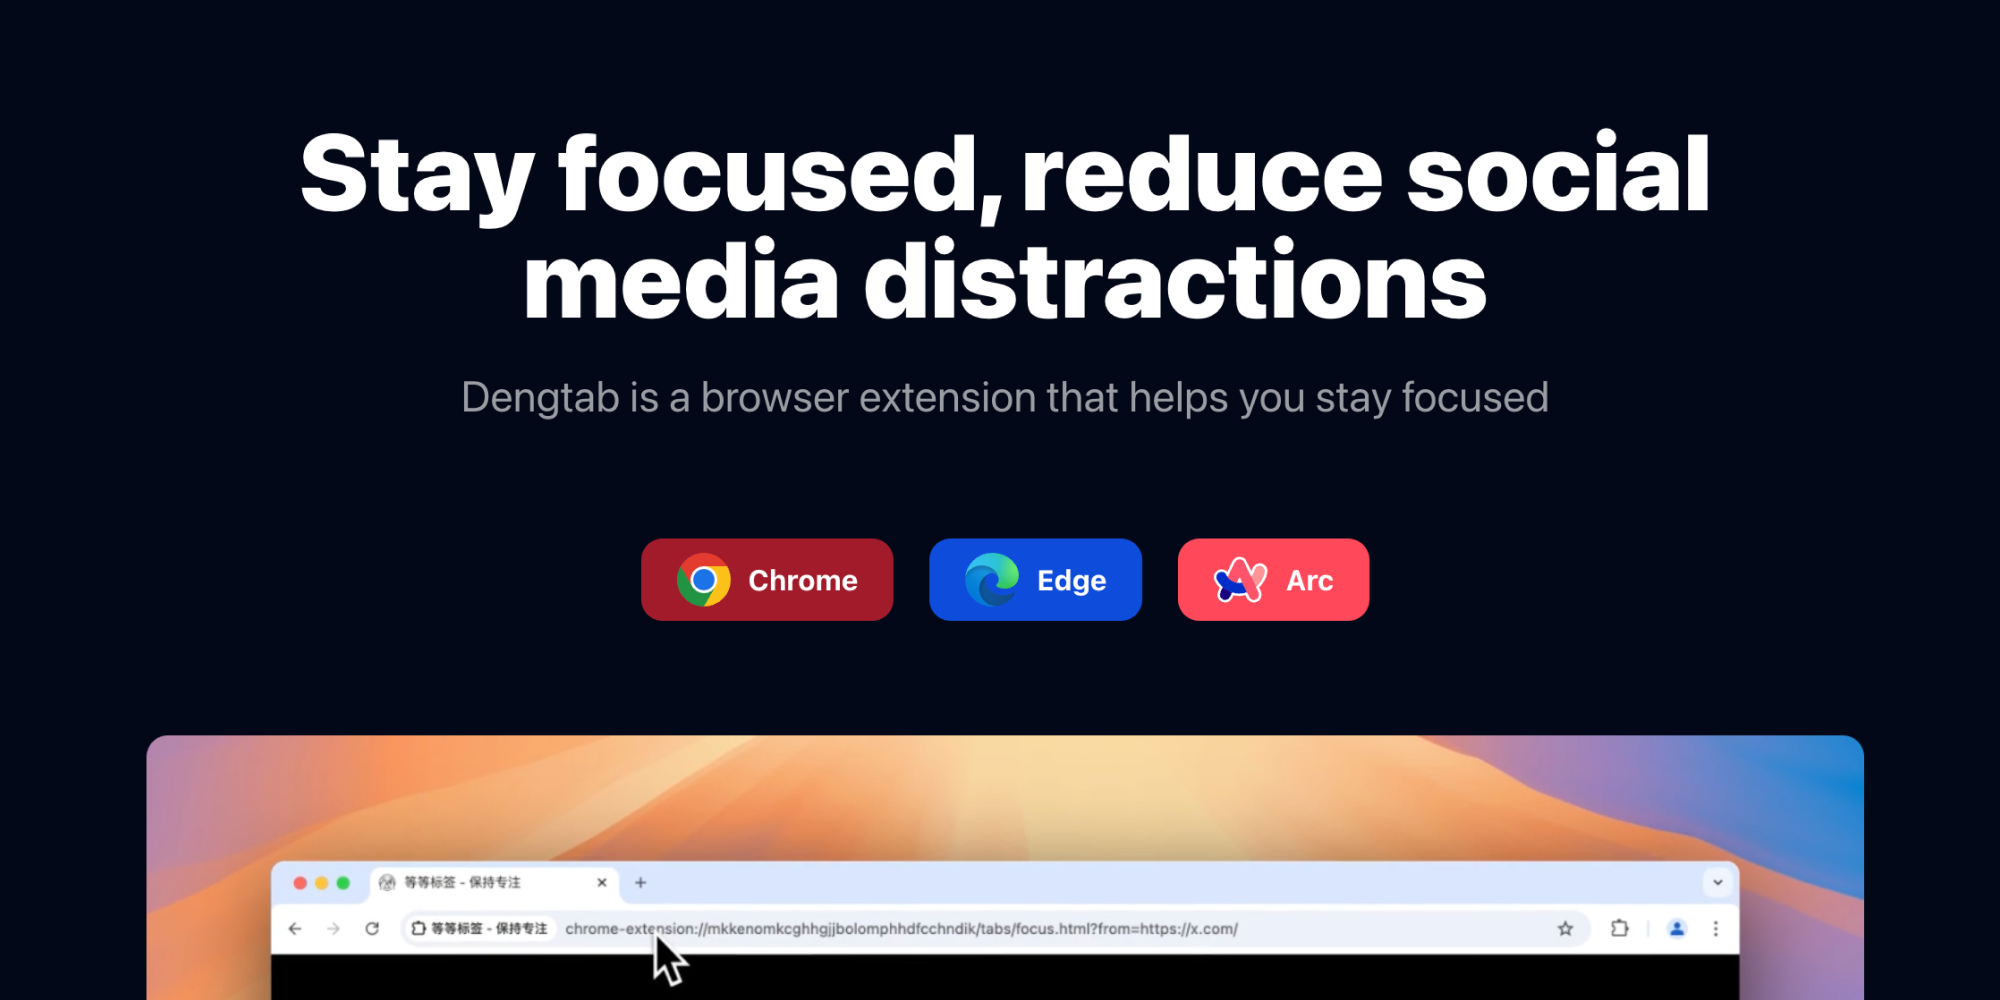 Stay focused, reduce social
media distractions
Dengtab is a browser extension that helps you stay focused
Chrome
Edge
Arc
等等标签 - 保持专注
等等标签 - 保持专注 chrome-extension://mkkenomkcghhgjjbolomphhdfcchndik/tabs/focus.html?from=https://x.com/